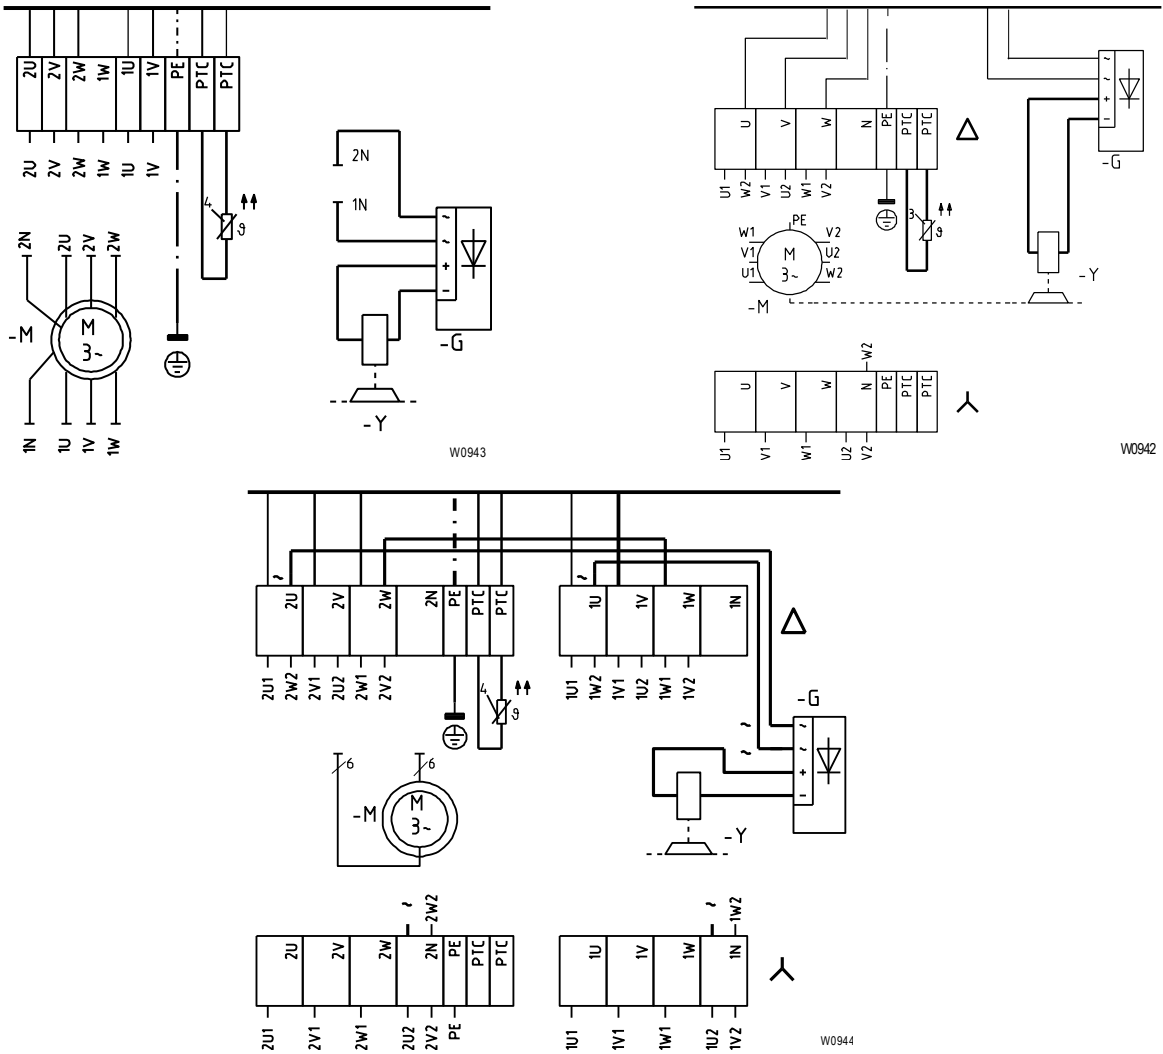 2U 2V 2W 1W 1U 1V PE PTC PTC
2U 2V 2W 1W 1U 1V
4 ϑ
2N 2U 2V 2W
-M
M
3~
1N 1U 1V 1W
2N
1N
~
~
+
-
-G
-Y
W0943
~
~
+
-
-G
U V W N PE PTC PTC Δ
U1 W2 V1 U2 W1 V2
3 ϑ
PE
W1 V2
V1 M U2
U1 3~ W2
-M
-Y
W2
U V W N PE PTC PTC
U1 V1 W1 U2 V2
W0942
~ ~
2U 2V 2W 2N PE PTC PTC 1U 1V 1W 1N Δ
2U1 2W2 2V1 2U2 2W1 2V2 1U1 1W2 1V1 1U2 1W1 1V2
4 ϑ
-G
~ ~
~ ~
+
-
6 6
-M
M
3~
-Y
~ 2W2 ~ 1W2
2U 2V 2W 2N PE PTC PTC 1U 1V 1W 1N
2U1 2V1 2W1 2U2 2V2 PE 1U1 1V1 1W1 1U2 1V2
W0944